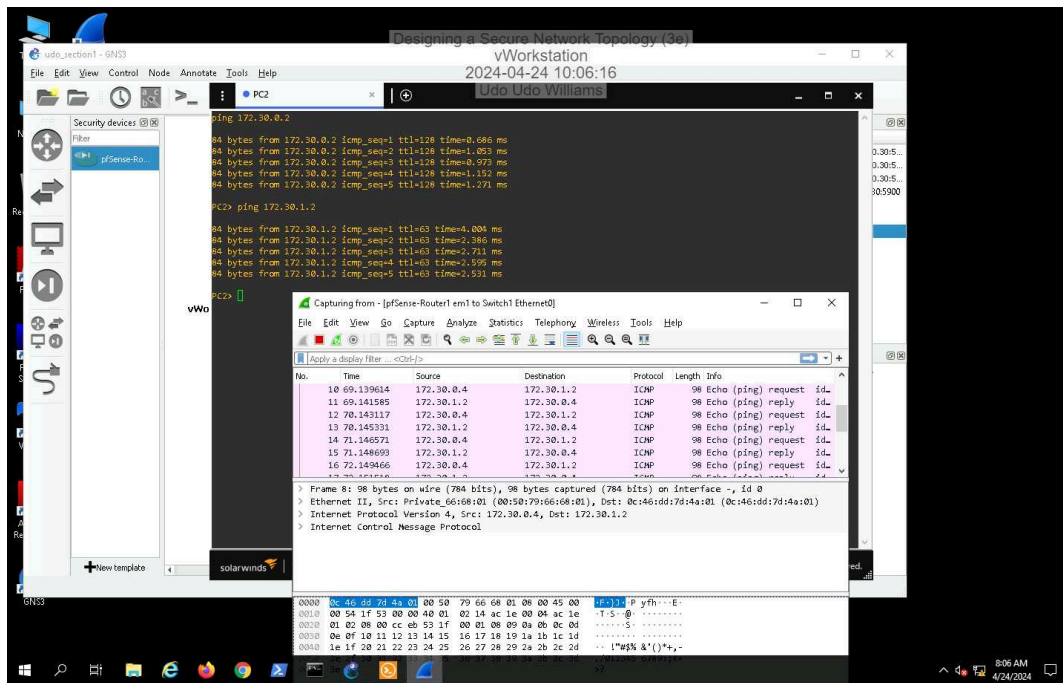 Designing a Secure Network Topology (3e)
vWorkstation
2024-04-24 10:06:16
Udo Udo Williams
udo_section1 - GNS3
File Edit View Control Node Annotate Tools Help
PC2
Security devices
Filter
pfSense-Ro...
vWo
New template
GNS3
0.30:5...
0.30:5...
30:5900
ping 172.30.0.2
84 bytes from 172.30.0.2 icmp_seq=1 ttl=128 time=0.686 ms
84 bytes from 172.30.0.2 icmp_seq=2 ttl=128 time=1.053 ms
84 bytes from 172.30.0.2 icmp_seq=3 ttl=128 time=0.973 ms
84 bytes from 172.30.0.2 icmp_seq=4 ttl=128 time=1.152 ms
84 bytes from 172.30.0.2 icmp_seq=5 ttl=128 time=1.271 ms
PC2> ping 172.30.1.2
84 bytes from 172.30.1.2 icmp_seq=1 ttl=63 time=4.004 ms
84 bytes from 172.30.1.2 icmp_seq=2 ttl=63 time=2.386 ms
84 bytes from 172.30.1.2 icmp_seq=3 ttl=63 time=2.711 ms
84 bytes from 172.30.1.2 icmp_seq=4 ttl=63 time=2.595 ms
84 bytes from 172.30.1.2 icmp_seq=5 ttl=63 time=2.531 ms
PC2>
solarwinds
ed.
Capturing from - [pfSense-Router1 em1 to Switch1 Ethernet0]
File Edit View Go Capture Analyze Statistics Telephony Wireless Tools Help
Apply a display filter ... <Ctrl-/>
No. Time Source Destination Protocol Length Info
10 69.139614 172.30.0.4 172.30.1.2 ICMP 98 Echo (ping) request id…
11 69.141585 172.30.1.2 172.30.0.4 ICMP 98 Echo (ping) reply id…
12 70.143117 172.30.0.4 172.30.1.2 ICMP 98 Echo (ping) request id…
13 70.145331 172.30.1.2 172.30.0.4 ICMP 98 Echo (ping) reply id…
14 71.146571 172.30.0.4 172.30.1.2 ICMP 98 Echo (ping) request id…
15 71.148693 172.30.1.2 172.30.0.4 ICMP 98 Echo (ping) reply id…
16 72.149466 172.30.0.4 172.30.1.2 ICMP 98 Echo (ping) request id…
> Frame 8: 98 bytes on wire (784 bits), 98 bytes captured (784 bits) on interface -, id 0
> Ethernet II, Src: Private_66:68:01 (00:50:79:66:68:01), Dst: 0c:46:dd:7d:4a:01 (0c:46:dd:7d:4a:01)
> Internet Protocol Version 4, Src: 172.30.0.4, Dst: 172.30.1.2
> Internet Control Message Protocol
0000 0c 46 dd 7d 4a 01 00 50 79 66 68 01 08 00 45 00 ·F·}J··P yfh···E·
0010 00 54 1f 53 00 00 40 01 02 14 ac 1e 00 04 ac 1e ·T·S··@· ········
0020 01 02 08 00 cc eb 53 1f 00 01 08 09 0a 0b 0c 0d ······S· ········
0030 0e 0f 10 11 12 13 14 15 16 17 18 19 1a 1b 1c 1d ········ ········
0040 1e 1f 20 21 22 23 24 25 26 27 28 29 2a 2b 2c 2d ·· !"#$% &'()*+,-
8:06 AM
4/24/2024